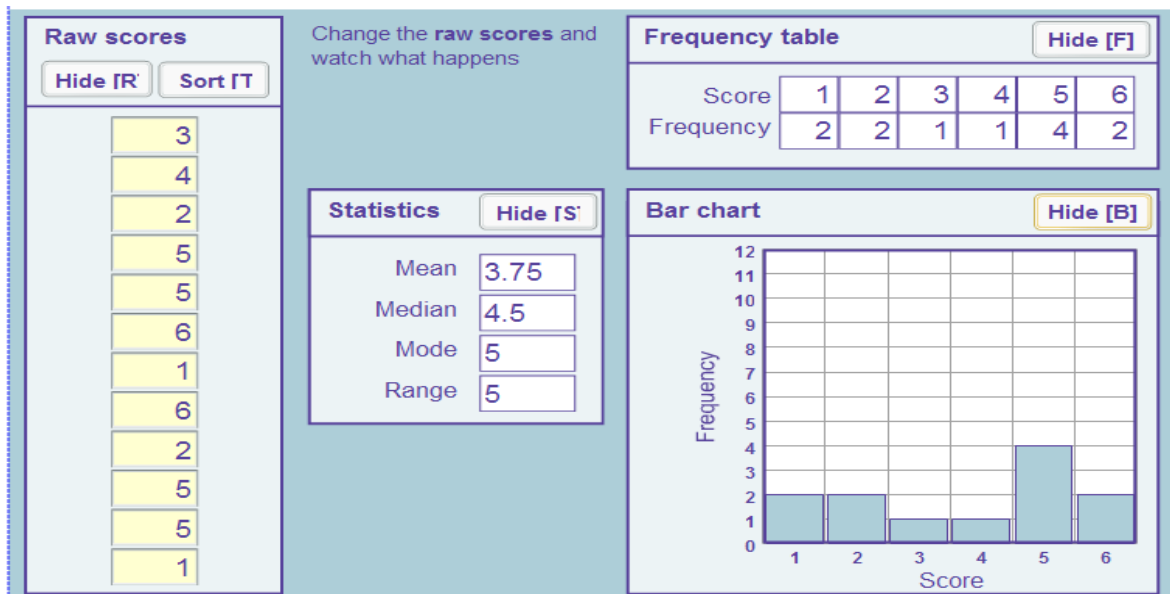 Raw scores
Hide [R
Sort [T
3
4
2
5
5
6
1
6
2
5
5
1
Change the raw scores and
watch what happens
Statistics
Hide [S
Mean 3.75
Median 4.5
Mode 5
Range 5
Frequency table
Hide [F]
Score 1 2 3 4 5 6
Frequency 2 2 1 1 4 2
Bar chart
Hide [B]
12
11
10
9
8
7
6
5
4
3
2
1
0
Frequency
1 2 3 4 5 6
Score